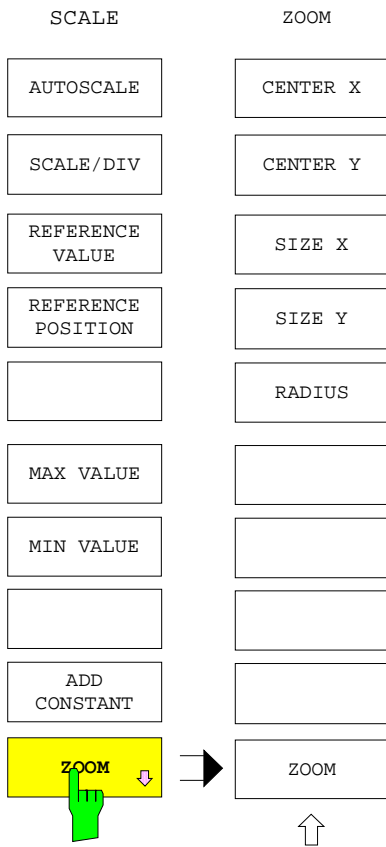 SCALE
AUTOSCALE
SCALE/DIV
REFERENCE
VALUE
REFERENCE
POSITION
MAX VALUE
MIN VALUE
ADD
CONSTANT
ZOOM
ZOOM
CENTER X
CENTER Y
SIZE X
SIZE Y
RADIUS
ZOOM